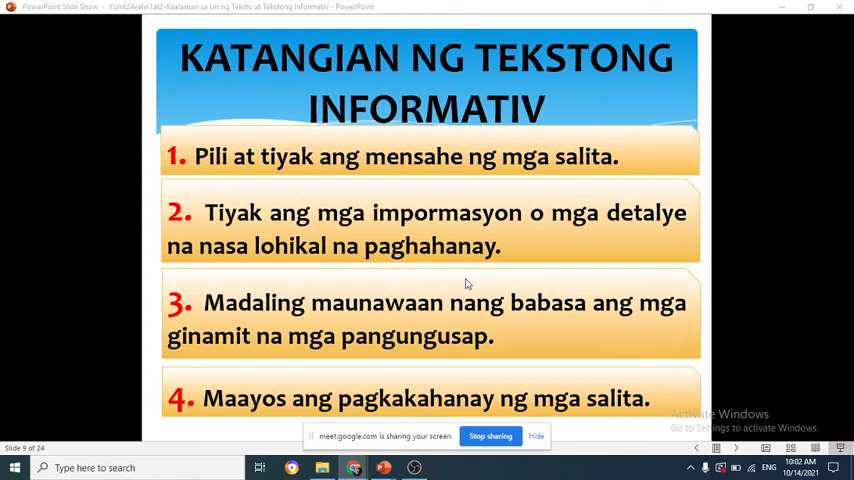 PowerPoint Slide Show - Yunit2Aralin1at2-Kaalaman sa Uri ng Teksto at Tekstong Informativ - PowerPoint
KATANGIAN NG TEKSTONG
INFORMATIV
1. Pili at tiyak ang mensahe ng mga salita.
2. Tiyak ang mga impormasyon o mga detalye
na nasa lohikal na paghahanay.
3. Madaling maunawaan nang babasa ang mga
ginamit na mga pangungusap.
4. Maayos ang pagkakahanay ng mga salita.
Activate Windows
Go to Settings to activate Windows.
meet.google.com is sharing your screen. Stop sharing Hide
Slide 9 of 24
Type here to search
ENG
10:02 AM
10/14/2021